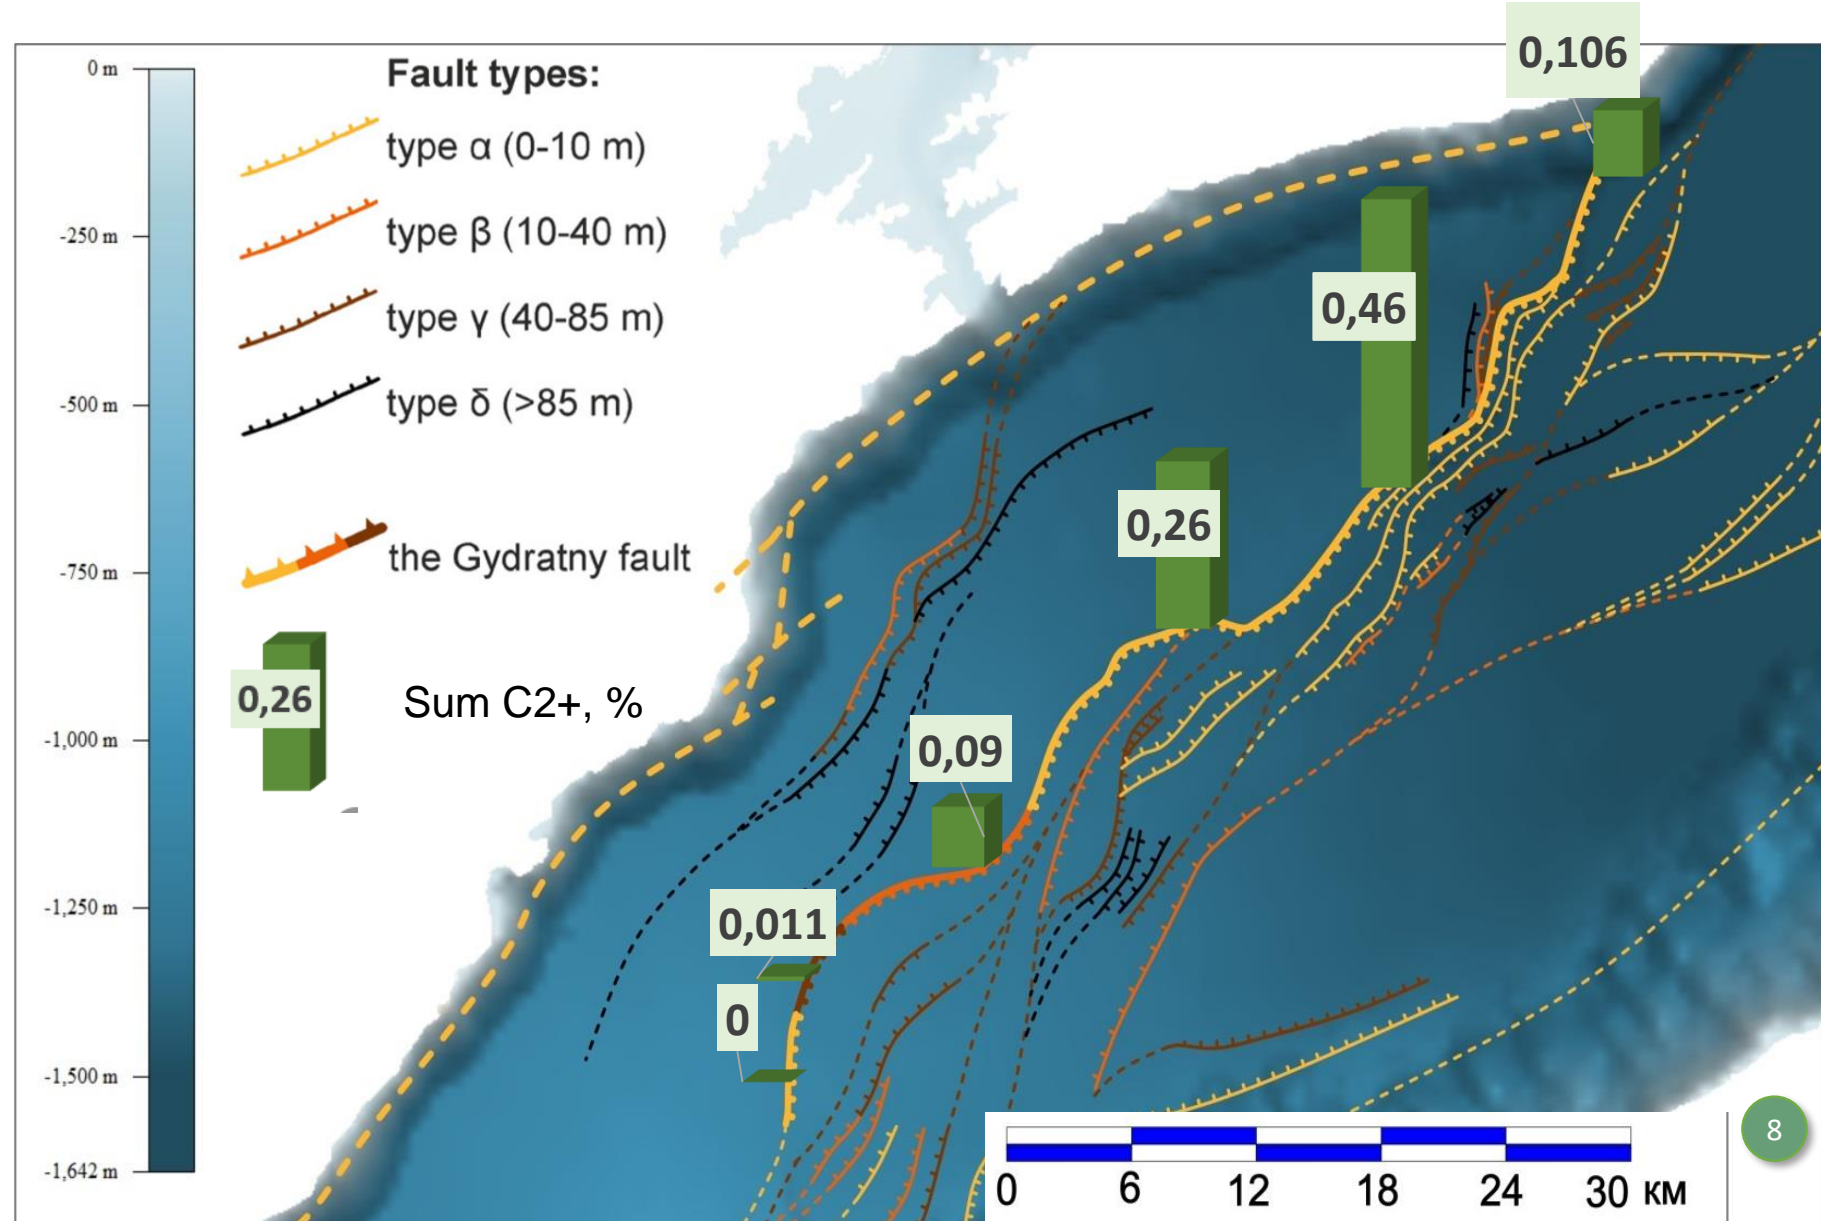 0 m
-250 m
-500 m
-750 m
-1,000 m
-1,250 m
-1,500 m
-1,642 m
Fault types:
type α (0-10 m)
type β (10-40 m)
type γ (40-85 m)
type δ (>85 m)
the Gydratny fault
0,26
Sum C2+, %
0,106
0,46
0,26
0,09
0,011
0
0 6 12 18 24 30 км
8